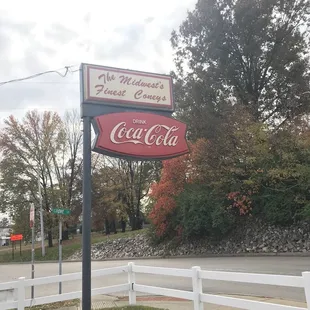 The Midwest's
Finest Coneys
DRINK
Coca-Cola